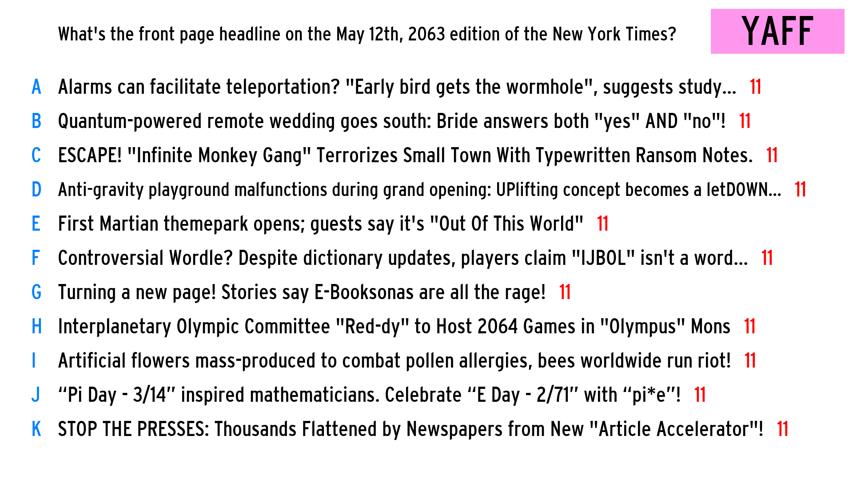 What's the front page headline on the May 12th, 2063 edition of the New York Times? YAFF
A Alarms can facilitate teleportation? "Early bird gets the wormhole", suggests study... 11
B Quantum-powered remote wedding goes south: Bride answers both "yes" AND "no"! 11
C ESCAPE! "Infinite Monkey Gang" Terrorizes Small Town With Typewritten Ransom Notes. 11
D Anti-gravity playground malfunctions during grand opening: UPlifting concept becomes a letDOWN... 11
E First Martian themepark opens; guests say it's "Out Of This World" 11
F Controversial Wordle? Despite dictionary updates, players claim "IJBOL" isn't a word... 11
G Turning a new page! Stories say E-Booksonas are all the rage! 11
H Interplanetary Olympic Committee "Red-dy" to Host 2064 Games in "Olympus" Mons 11
I Artificial flowers mass-produced to combat pollen allergies, bees worldwide run riot! 11
J “Pi Day - 3/14” inspired mathematicians. Celebrate “E Day - 2/71” with “pi*e”! 11
K STOP THE PRESSES: Thousands Flattened by Newspapers from New "Article Accelerator"! 11